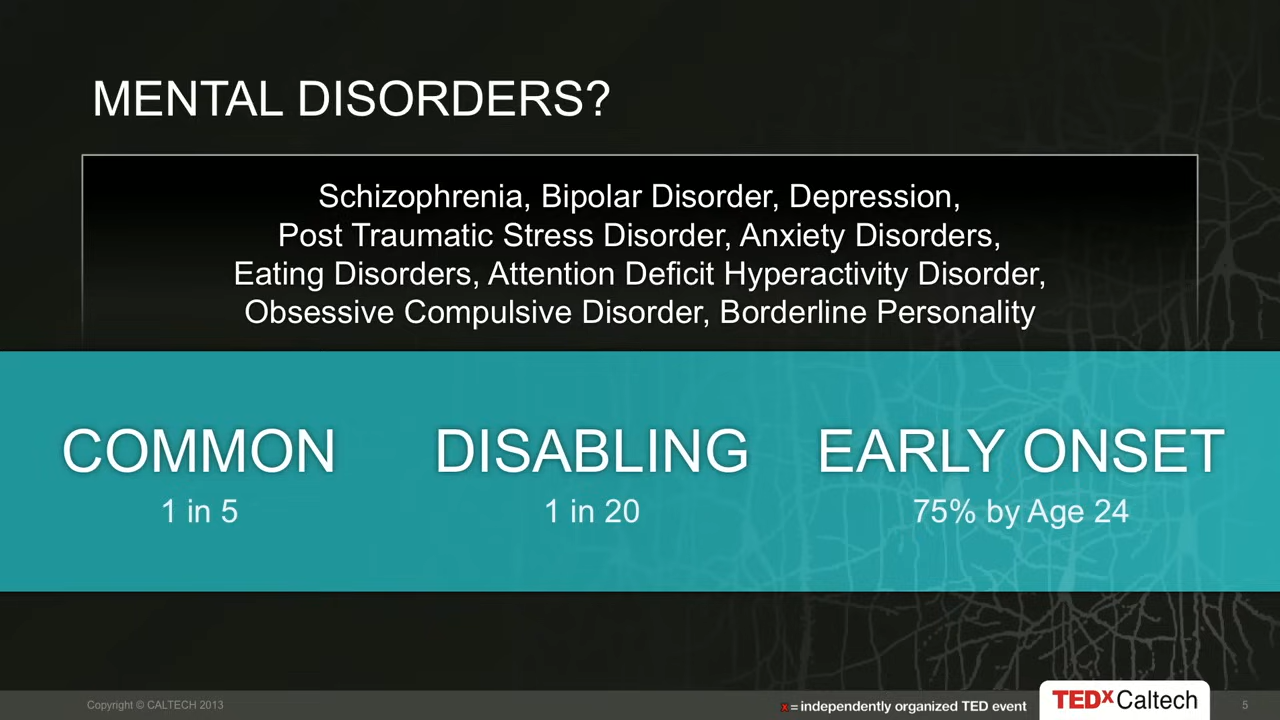 MENTAL DISORDERS?
Schizophrenia, Bipolar Disorder, Depression,
Post Traumatic Stress Disorder, Anxiety Disorders,
Eating Disorders, Attention Deficit Hyperactivity Disorder,
Obsessive Compulsive Disorder, Borderline Personality
COMMON DISABLING EARLY ONSET
1 in 5 1 in 20 75% by Age 24
Copyright © CALTECH 2013 x = independently organized TED event TEDxCaltech 5